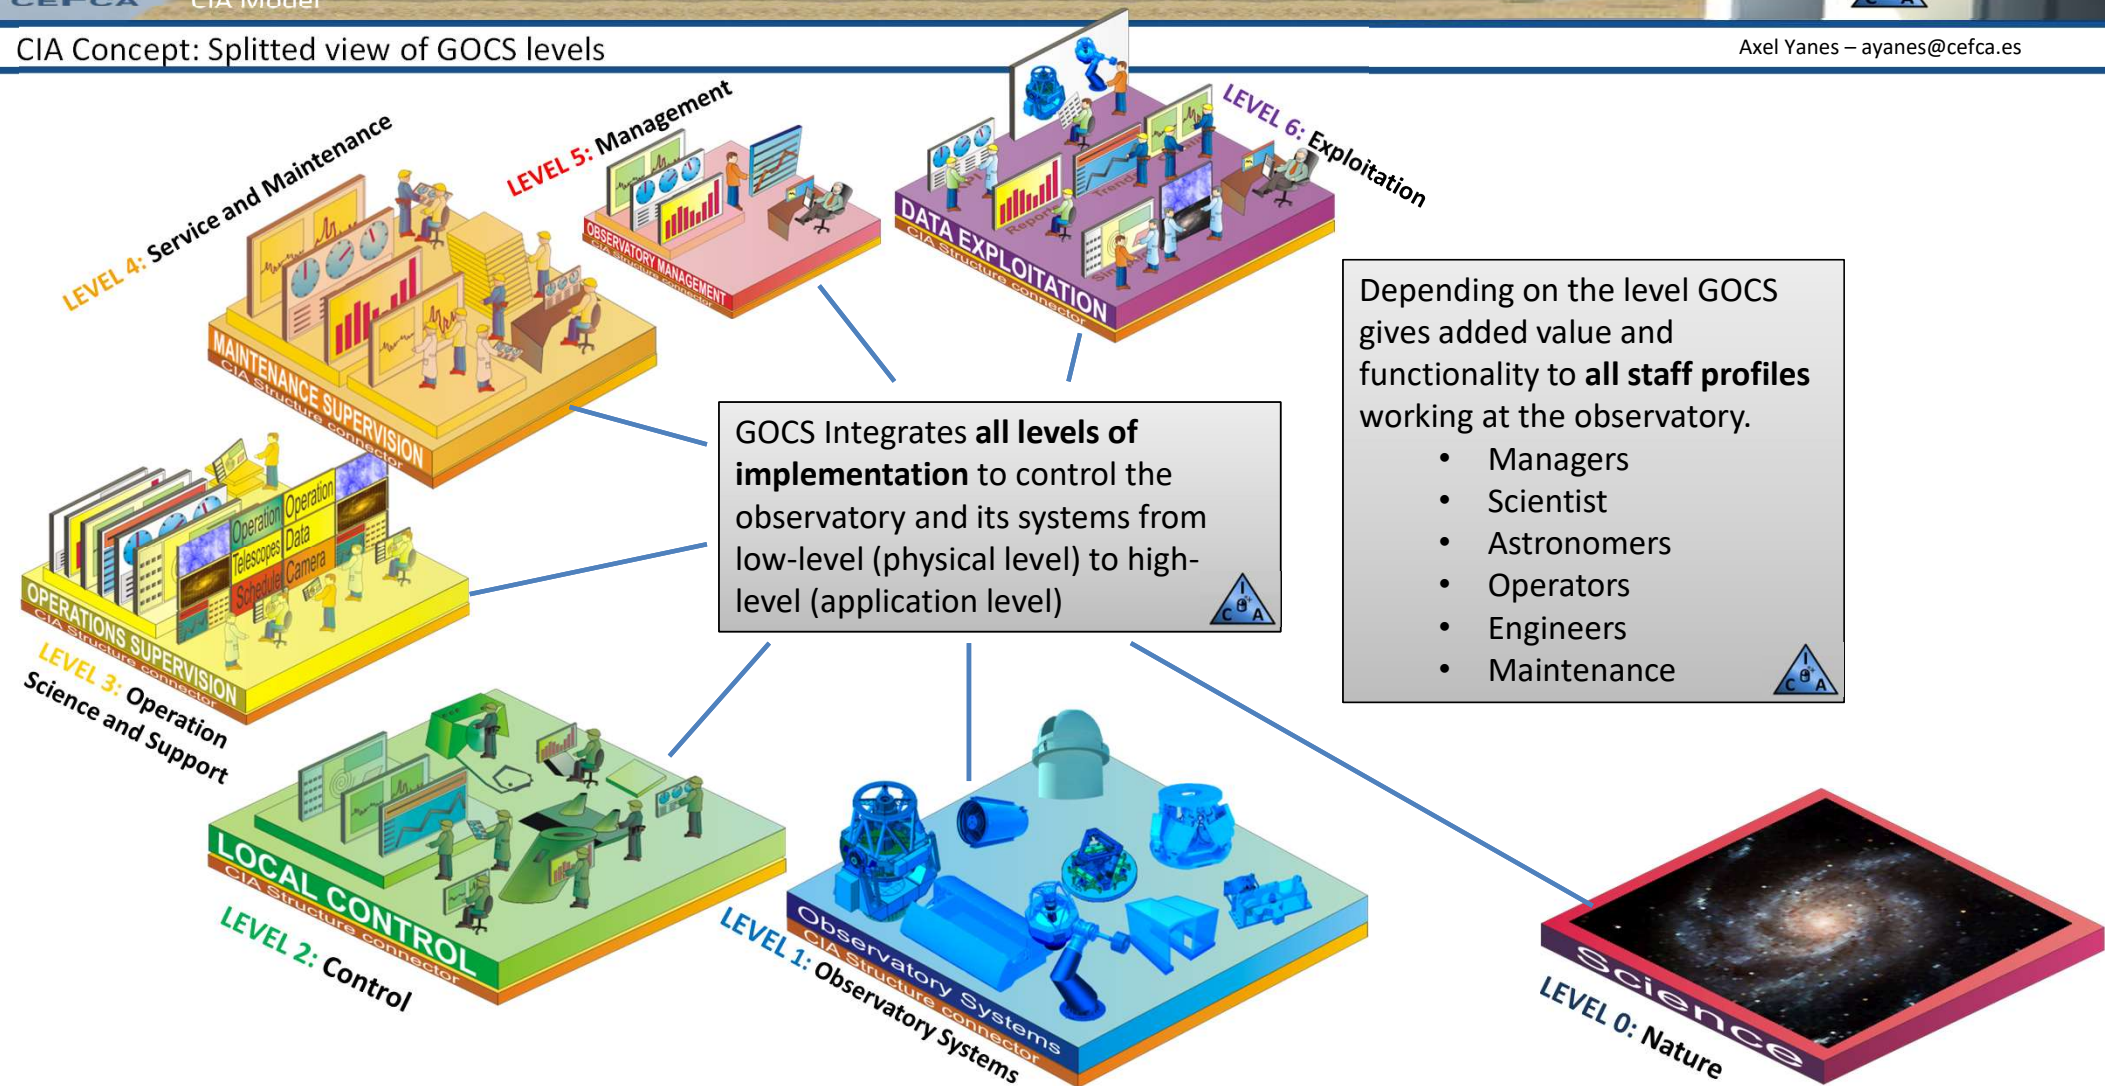 CEFCA
CIA Model
CIA Concept: Splitted view of GOCS levels
Axel Yanes – ayanes@cefca.es
LEVEL 4: Service and Maintenance
MAINTENANCE SUPERVISION
CIA Structure connector
LEVEL 5: Management
OBSERVATORY MANAGEMENT
CIA Structure connector
LEVEL 6: Exploitation
Reports
Trends
DATA EXPLOITATION
CIA Structure connector
Depending on the level GOCS
gives added value and
functionality to all staff profiles
working at the observatory.
• Managers
• Scientist
• Astronomers
• Operators
• Engineers
• Maintenance
I
C A
GOCS Integrates all levels of
implementation to control the
observatory and its systems from
low-level (physical level) to high-
level (application level)
I
C A
Operation
Operation
Telescopes
Data
Scheduler
Camera
OPERATIONS SUPERVISION
CIA Structure connector
LEVEL 3: Operation
Science and Support
LOCAL CONTROL
CIA Structure connector
LEVEL 2: Control
Observatory Systems
CIA Structure connector
LEVEL 1: Observatory Systems
Science
LEVEL 0: Nature